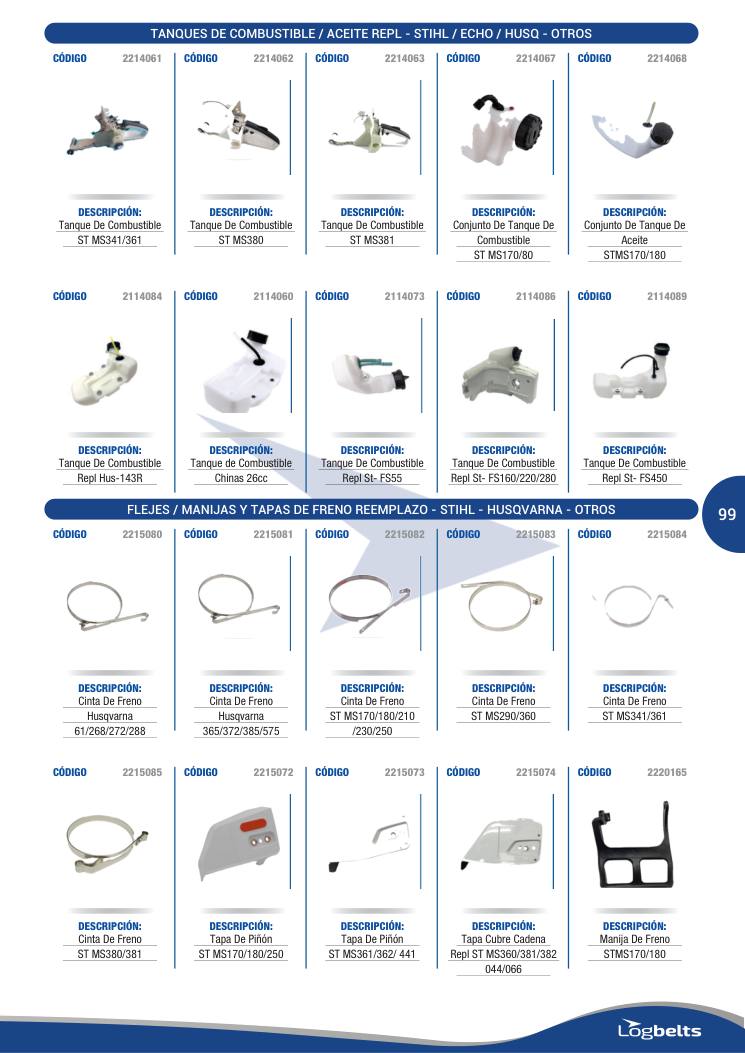 TANQUES DE COMBUSTIBLE / ACEITE REPL - STIHL / ECHO / HUSQ - OTROS
CÓDIGO 2214061
DESCRIPCIÓN:
Tanque De Combustible
ST MS341/361
CÓDIGO 2214062
DESCRIPCIÓN:
Tanque De Combustible
ST MS380
CÓDIGO 2214063
DESCRIPCIÓN:
Tanque De Combustible
ST MS381
CÓDIGO 2214067
DESCRIPCIÓN:
Conjunto De Tanque De
Combustible
ST MS170/80
CÓDIGO 2214068
DESCRIPCIÓN:
Conjunto De Tanque De
Aceite
STMS170/180
CÓDIGO 2114084
DESCRIPCIÓN:
Tanque De Combustible
Repl Hus-143R
CÓDIGO 2114060
DESCRIPCIÓN:
Tanque de Combustible
Chinas 26cc
CÓDIGO 2114073
DESCRIPCIÓN:
Tanque De Combustible
Repl St- FS55
CÓDIGO 2114086
DESCRIPCIÓN:
Tanque De Combustible
Repl St- FS160/220/280
CÓDIGO 2114089
DESCRIPCIÓN:
Tanque De Combustible
Repl St- FS450
99
FLEJES / MANIJAS Y TAPAS DE FRENO REEMPLAZO - STIHL - HUSQVARNA - OTROS
CÓDIGO 2215080
DESCRIPCIÓN:
Cinta De Freno
Husqvarna
61/268/272/288
CÓDIGO 2215081
DESCRIPCIÓN:
Cinta De Freno
Husqvarna
365/372/385/575
CÓDIGO 2215082
DESCRIPCIÓN:
Cinta De Freno
ST MS170/180/210
/230/250
CÓDIGO 2215083
DESCRIPCIÓN:
Cinta De Freno
ST MS290/360
CÓDIGO 2215084
DESCRIPCIÓN:
Cinta De Freno
ST MS341/361
CÓDIGO 2215085
DESCRIPCIÓN:
Cinta De Freno
ST MS380/381
CÓDIGO 2215072
DESCRIPCIÓN:
Tapa De Piñón
ST MS170/180/250
CÓDIGO 2215073
DESCRIPCIÓN:
Tapa De Piñón
ST MS361/362/ 441
CÓDIGO 2215074
DESCRIPCIÓN:
Tapa Cubre Cadena
Repl ST MS360/381/382
044/066
CÓDIGO 2220165
DESCRIPCIÓN:
Manija De Freno
STMS170/180
Logbelts